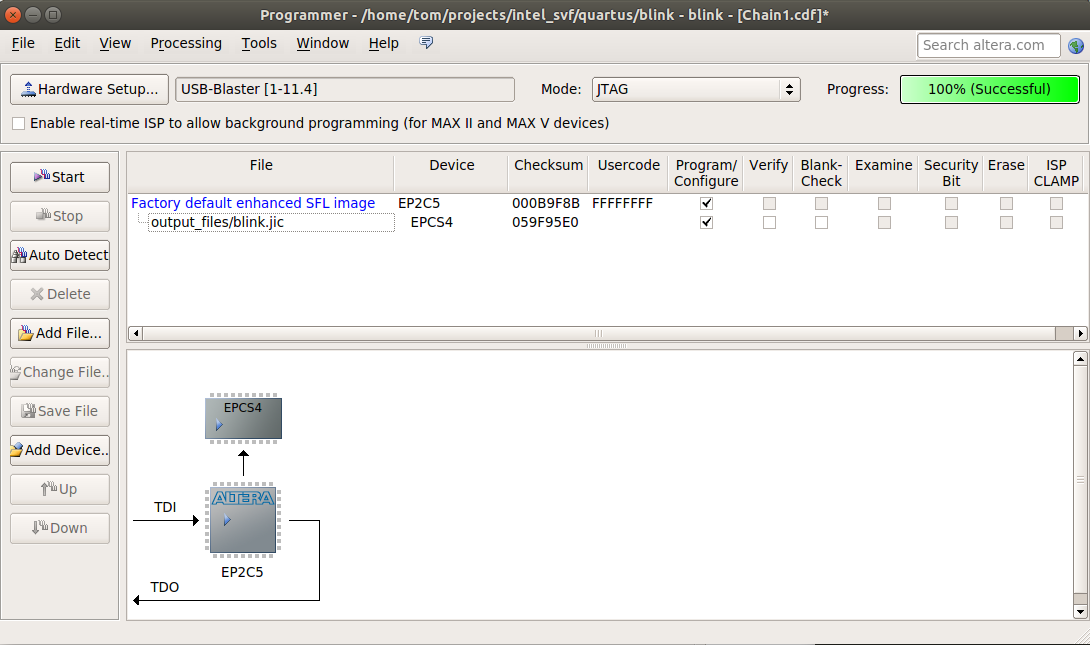 Programmer - /home/tom/projects/intel_svf/quartus/blink - blink - [Chain1.cdf]*
File Edit View Processing Tools Window Help
Search altera.com
Hardware Setup... USB-Blaster [1-11.4] Mode: JTAG Progress: 100% (Successful)
Enable real-time ISP to allow background programming (for MAX II and MAX V devices)
Start
Stop
Auto Detect
Delete
Add File...
Change File..
Save File
Add Device..
Up
Down
File Device Checksum Usercode Program/ Verify Blank- Examine Security Erase ISP
Configure Check Bit CLAMP
Factory default enhanced SFL image EP2C5 000B9F8B FFFFFFFF
output_files/blink.jic EPCS4 059F95E0
EPCS4
TDI
ALTERA
EP2C5
TDO